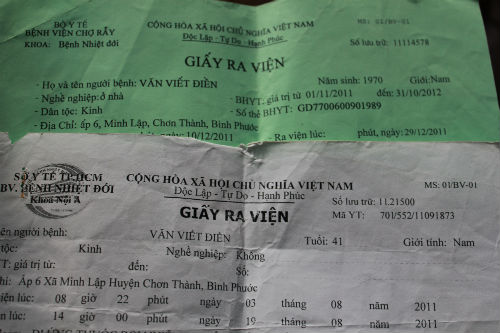 BỘ Y TẾ
BỆNH VIỆN CHỢ RẪY
KHOA: Bệnh Nhiệt đới
CỘNG HÒA XÃ HỘI CHỦ NGHĨA VIỆT NAM
Độc Lập - Tự Do - Hạnh Phúc
MS: 01/BV-01
Số lưu trữ: 11114578
GIẤY RA VIỆN
- Họ và tên người bệnh: VĂN VIẾT ĐIỀN
Năm sinh: 1970
Giới:Nam
- Nghề nghiệp: ở nhà
- BHYT: giá trị từ 01/11/2011
đến: 31/10/2012
- Dân tộc: Kinh
- Số thẻ BHYT: GD7700600901989
- Địa Chỉ: ấp 6, Minh Lập, Chơn Thành, Bình Phước
phút, ngày: 10/12/2011
- Ra viện lúc:
phút, ngày: 29/12/2011
SỞ Y TẾ TP.HCM
BV. BỆNH NHIỆT ĐỚI
Khoa Nội A
CỘNG HÒA XÃ HỘI CHỦ NGHĨA VIỆT NAM
Độc Lập - Tự Do - Hạnh Phúc
MS: 01/BV-01
Số lưu trữ: 11.21500
GIẤY RA VIỆN
Mã YT: 701/552/11091873
tên người bệnh:
VĂN VIẾT ĐIỀN
Tuổi: 41
Giới tính: Nam
tộc:
Kinh
Nghề nghiệp: Không
T: giá trị từ:
đến:
Số:
hỉ: Ấp 6 Xã Minh Lập Huyện Chơn Thành, Bình Phước
iện lúc: 08 giờ 22 phút ngày 03 tháng 08 năm 2011
n lúc: 14 giờ 00 phút ngày 19 tháng 08 năm 2011